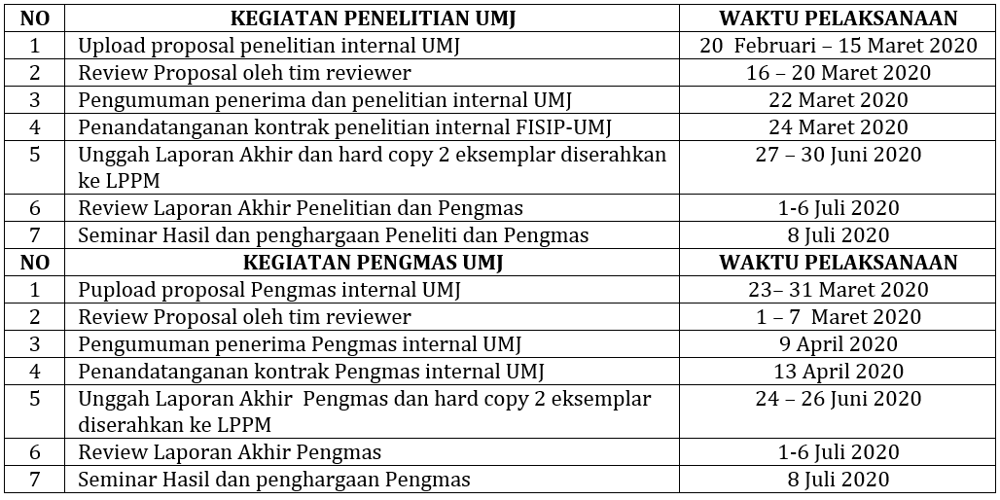 NO KEGIATAN PENELITIAN UMJ WAKTU PELAKSANAAN
1 Upload proposal penelitian internal UMJ 20 Februari – 15 Maret 2020
2 Review Proposal oleh tim reviewer 16 – 20 Maret 2020
3 Pengumuman penerima dan penelitian internal UMJ 22 Maret 2020
4 Penandatanganan kontrak penelitian internal FISIP-UMJ 24 Maret 2020
5 Unggah Laporan Akhir dan hard copy 2 eksemplar diserahkan 27 – 30 Juni 2020
ke LPPM
6 Review Laporan Akhir Penelitian dan Pengmas 1-6 Juli 2020
7 Seminar Hasil dan penghargaan Peneliti dan Pengmas 8 Juli 2020
NO KEGIATAN PENGMAS UMJ WAKTU PELAKSANAAN
1 Pupload proposal Pengmas internal UMJ 23– 31 Maret 2020
2 Review Proposal oleh tim reviewer 1 – 7 Maret 2020
3 Pengumuman penerima Pengmas internal UMJ 9 April 2020
4 Penandatanganan kontrak Pengmas internal UMJ 13 April 2020
5 Unggah Laporan Akhir Pengmas dan hard copy 2 eksemplar 24 – 26 Juni 2020
diserahkan ke LPPM
6 Review Laporan Akhir Pengmas 1-6 Juli 2020
7 Seminar Hasil dan penghargaan Pengmas 8 Juli 2020